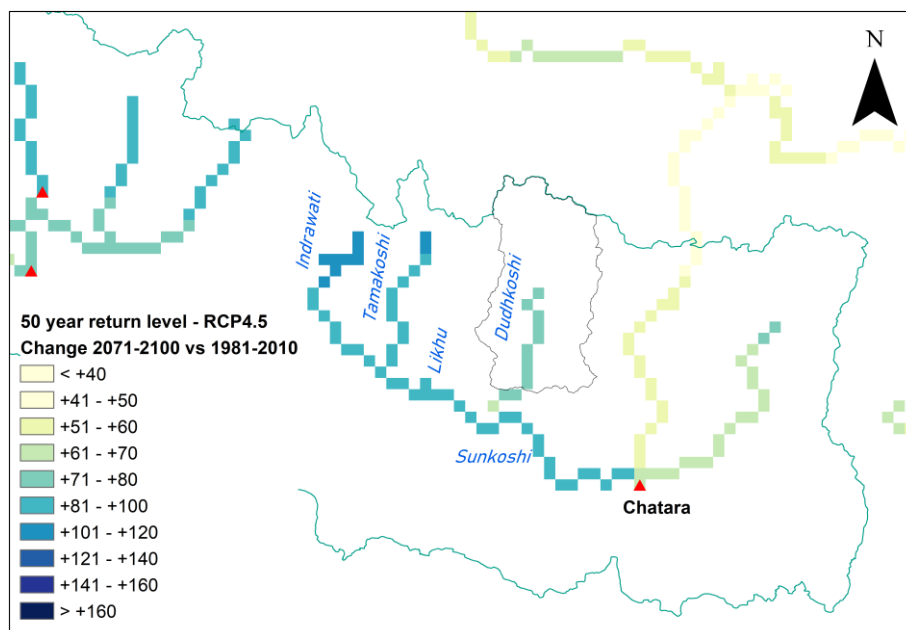 N
Indrawati
Tamakoshi
Likhu
Dudhkoshi
Sunkoshi
Chatara
50 year return level - RCP4.5
Change 2071-2100 vs 1981-2010
< +40
+41 - +50
+51 - +60
+61 - +70
+71 - +80
+81 - +100
+101 - +120
+121 - +140
+141 - +160
> +160